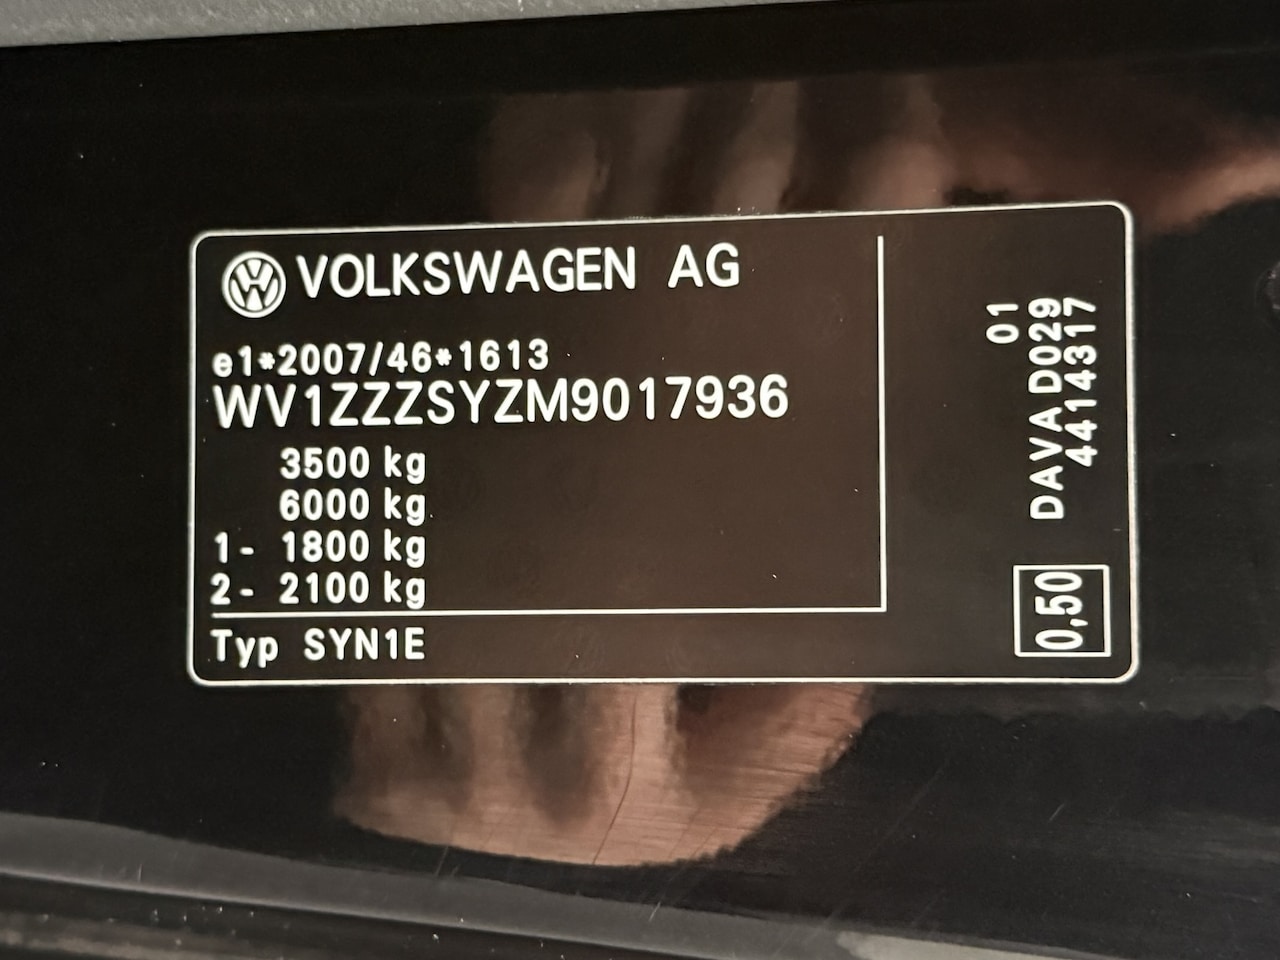 VOLKSWAGEN AG
e1*2007/46*1613
WV1ZZZSYZM9017936
3500 kg
6000 kg
1- 1800 kg
2- 2100 kg
Typ SYN1E
01
DAVA D029
4414317
0,50